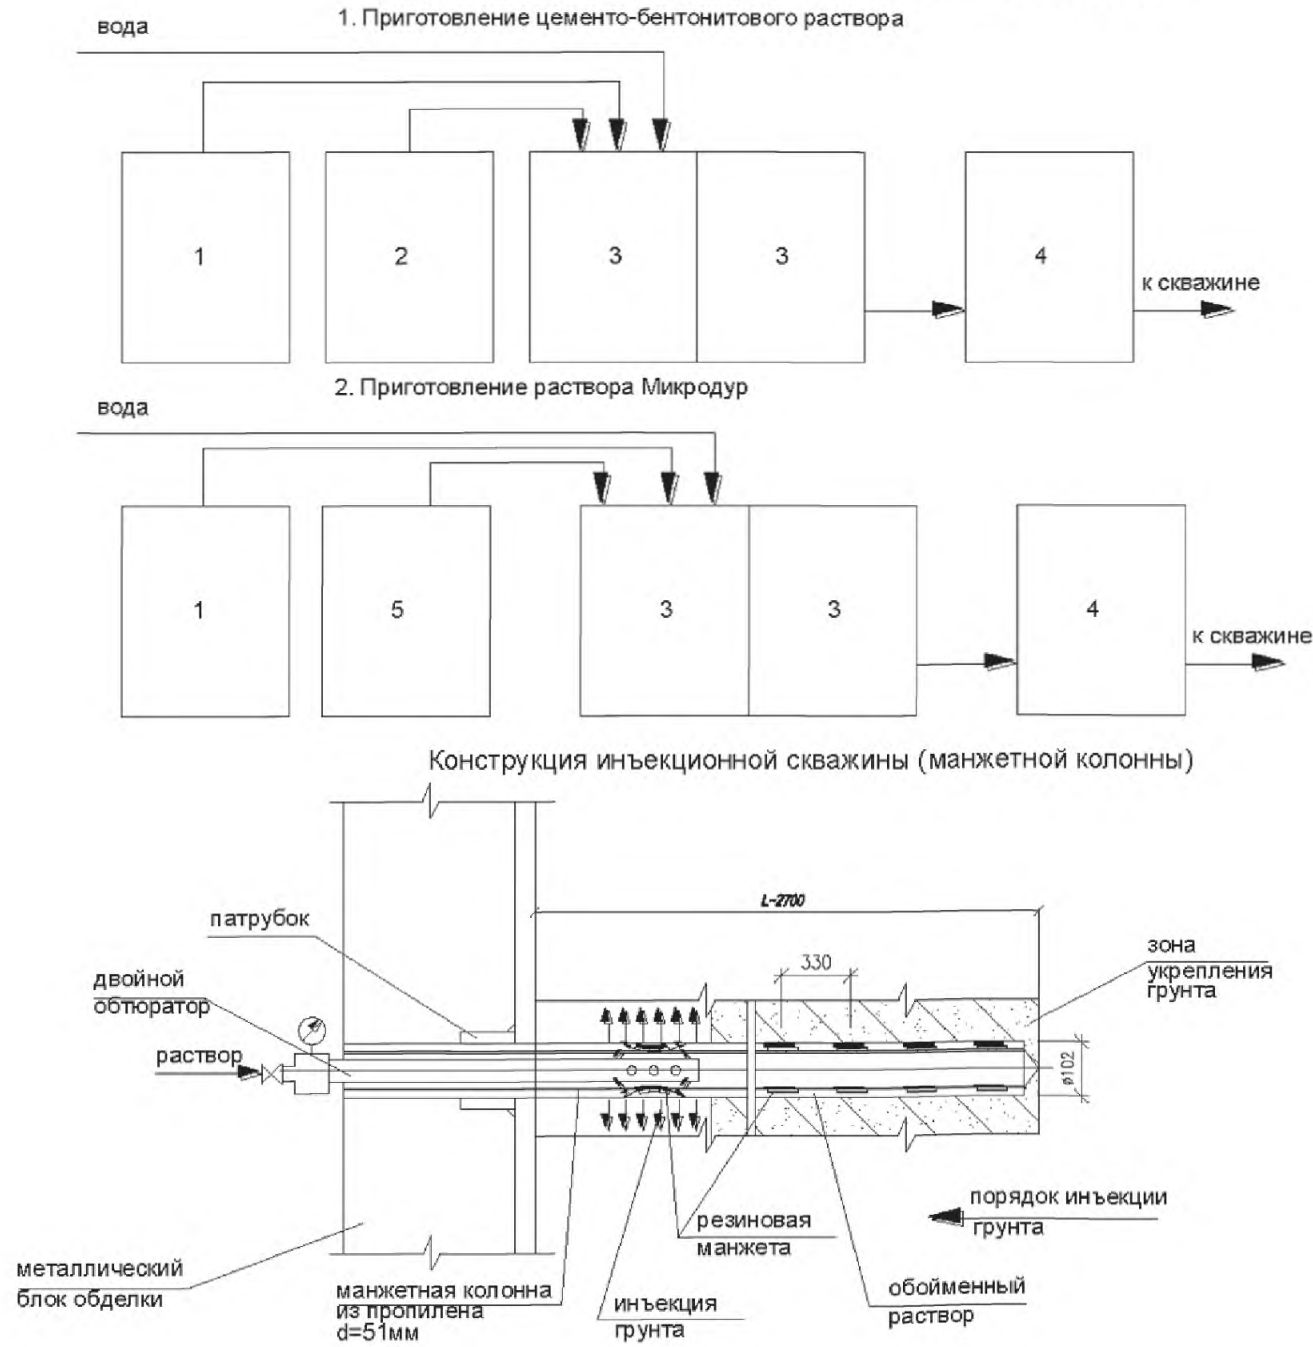 1. Приготовление цементо-бентонитового раствора
вода
1
2
3
3
4
к скважине
2. Приготовление раствора Микродур
вода
1
5
3
3
4
к скважине
Конструкция инъекционной скважины (манжетной колонны)
L-2700
патрубок
330
зона
укрепления
грунта
двойной
обтюратор
раствор
ø102
порядок инъекции
грунта
резиновая
манжета
металлический
блок обделки
манжетная колонна
из пропилена
d=51мм
инъекция
грунта
обойменный
раствор